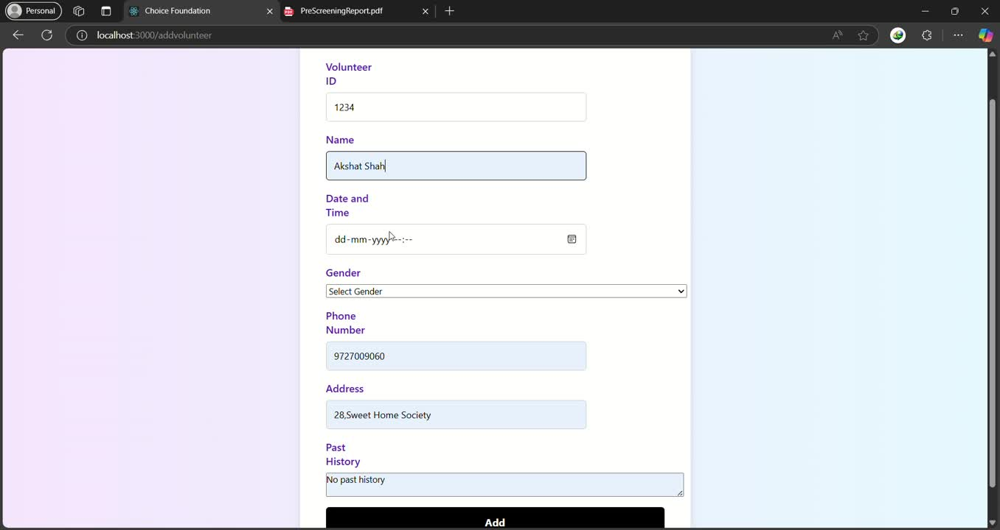 Personal
Choice Foundation
PreScreeningReport.pdf
localhost:3000/addvolunteer
Volunteer
ID
1234
Name
Akshat Shah
Date and
Time
dd-mm-yyyy --:--
Gender
Select Gender
Phone
Number
9727009060
Address
28,Sweet Home Society
Past
History
No past history
Add